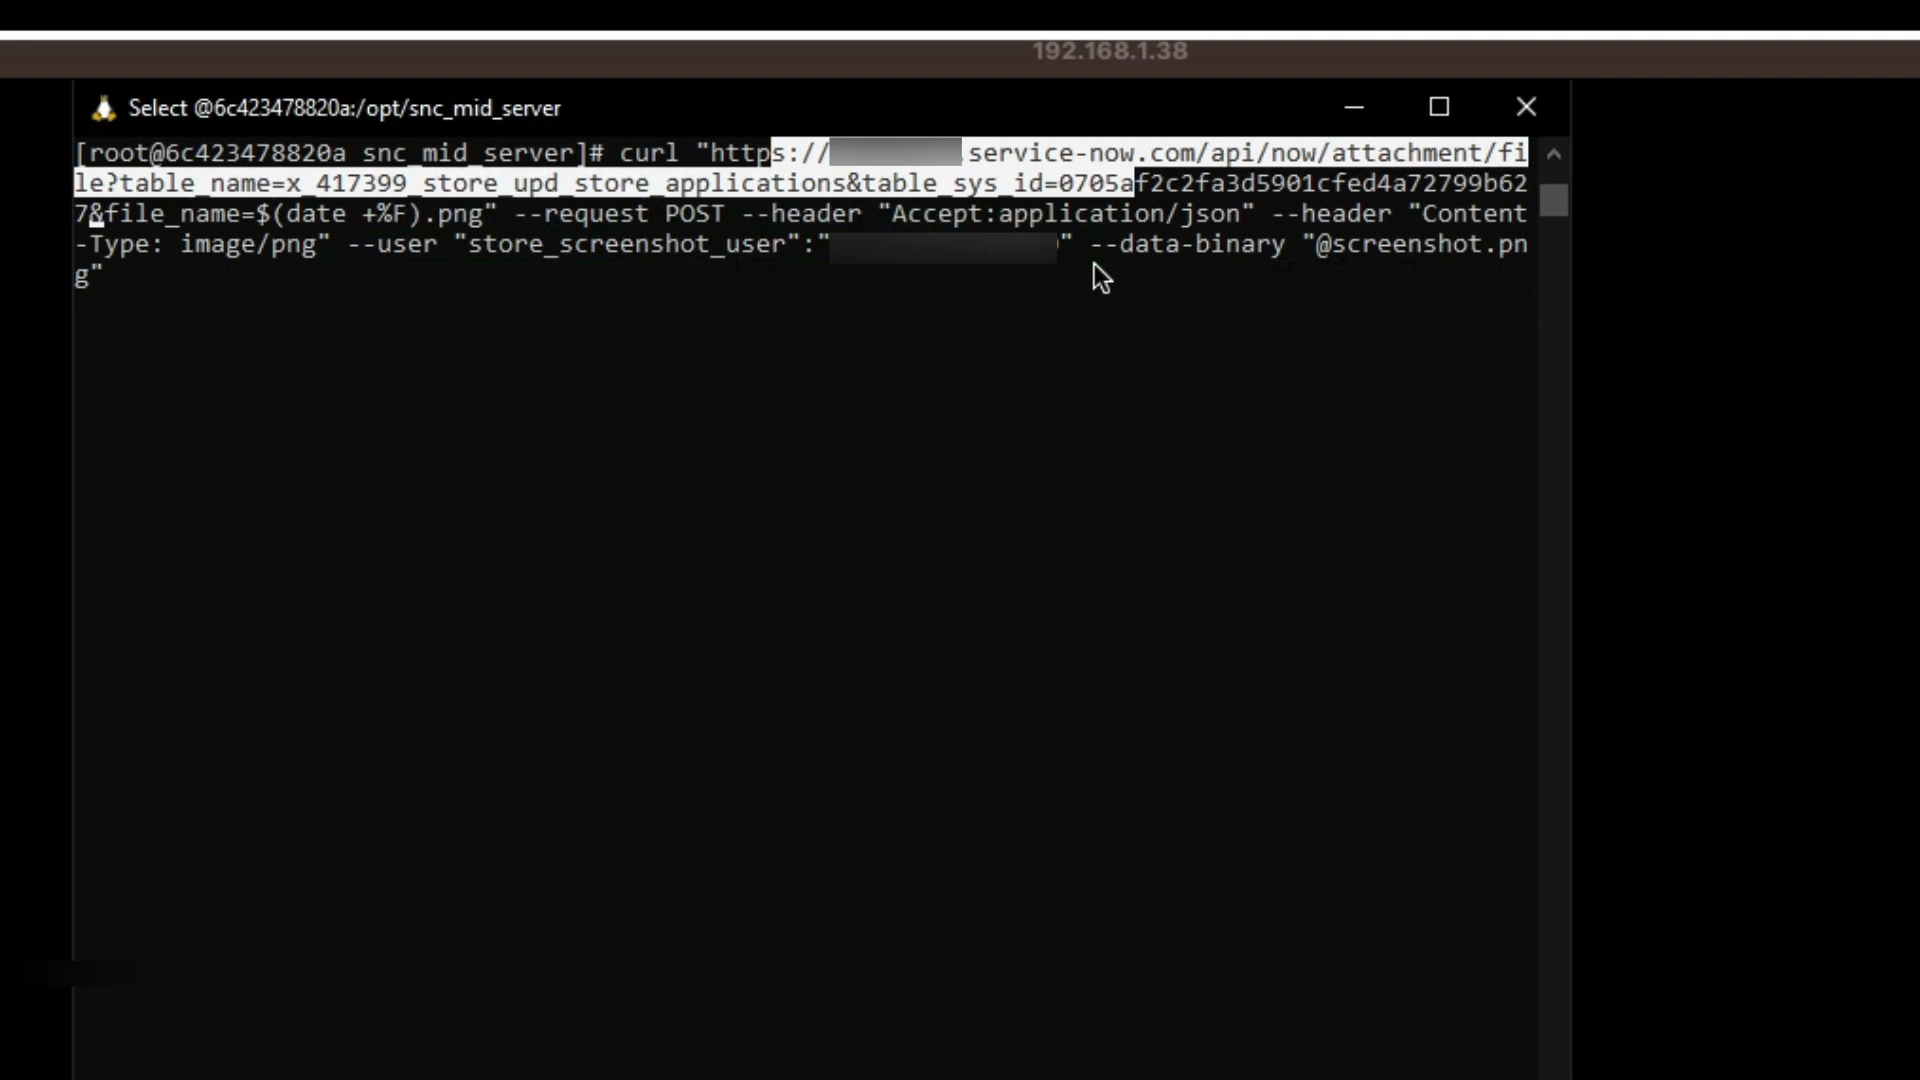 192.168.1.38
Select @6c423478820a:/opt/snc_mid_server
[root@6c423478820a snc_mid_server]# curl "https:// .service-now.com/api/now/attachment/fi
le?table_name=x_417399_store_upd_store_applications&table_sys_id=0705af2c2fa3d5901cfed4a72799b62
7&file_name=$(date +%F).png" --request POST --header "Accept:application/json" --header "Content
-Type: image/png" --user "store_screenshot_user":" " --data-binary "@screenshot.pn
g"